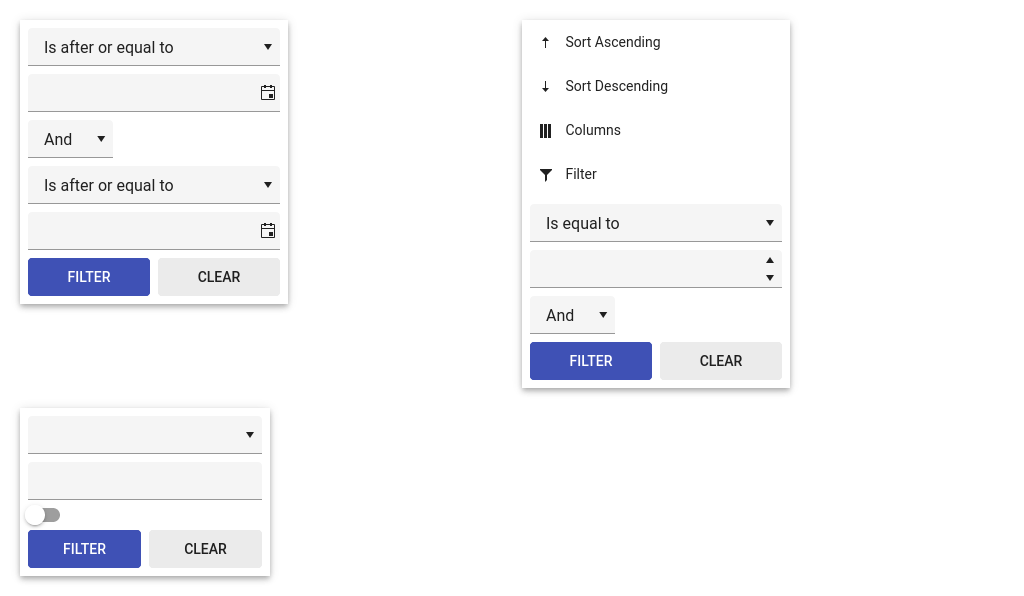 Is after or equal to
And
Is after or equal to
FILTER CLEAR
Sort Ascending
Sort Descending
Columns
Filter
Is equal to
And
FILTER CLEAR
FILTER CLEAR